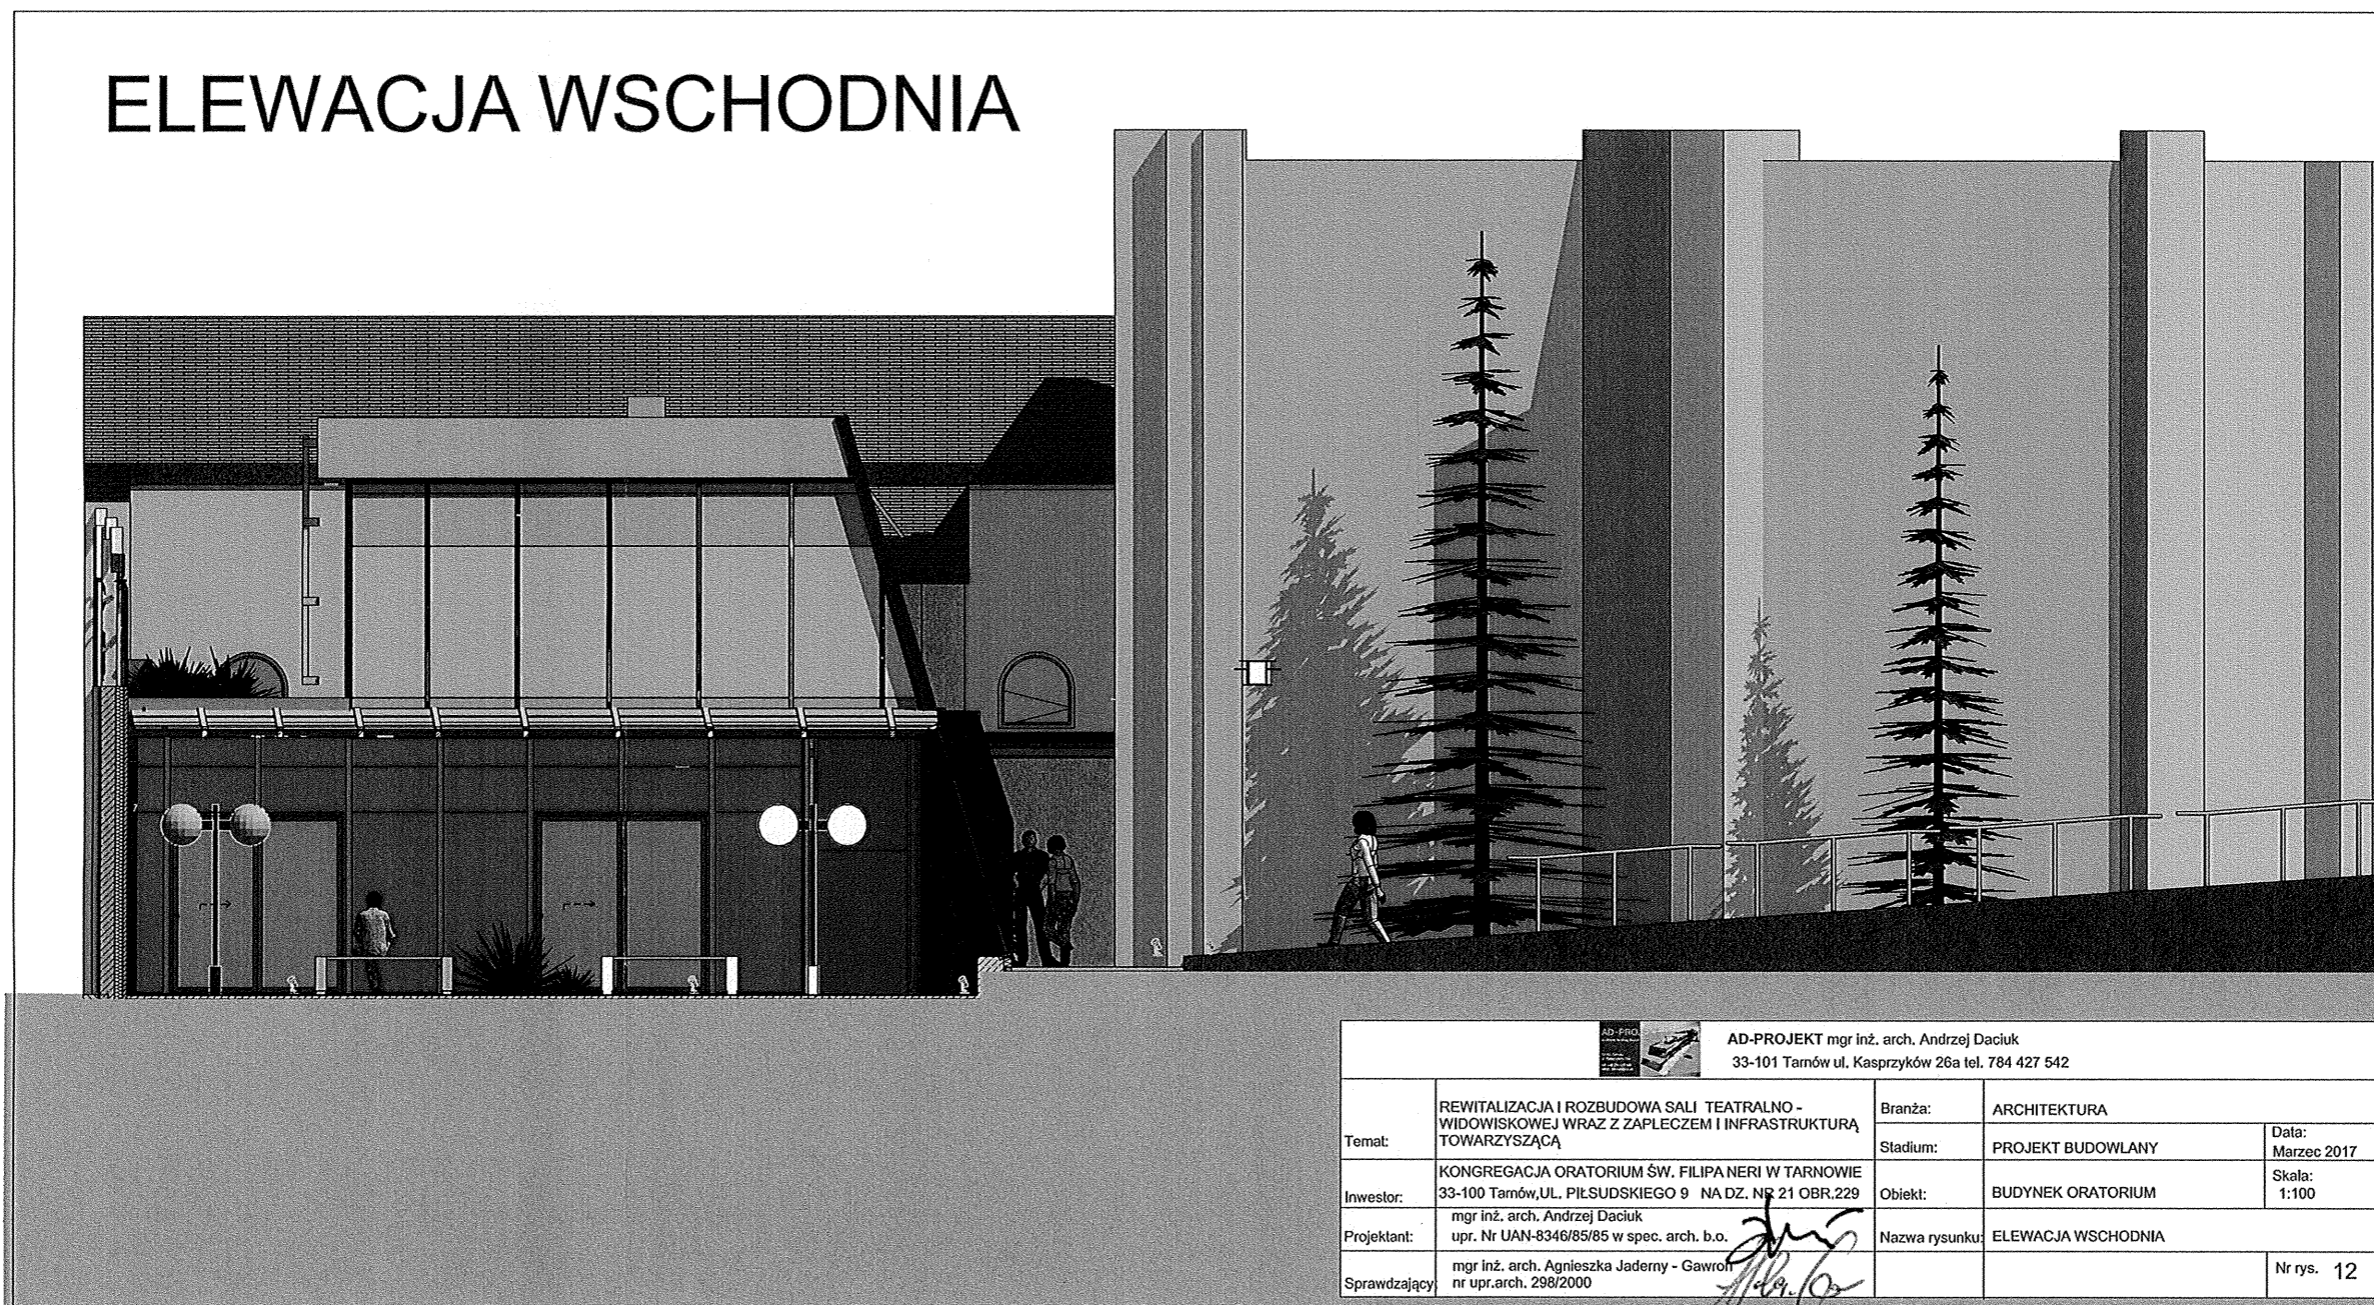 ELEWACJA WSCHODNIA
AD-PRO
AD-PROJEKT mgr inż. arch. Andrzej Daciuk
33-101 Tarnów ul. Kasprzyków 26a tel. 784 427 542
Temat:
REWITALIZACJA I ROZBUDOWA SALI TEATRALNO -
WIDOWISKOWEJ WRAZ Z ZAPLECZEM I INFRASTRUKTURĄ
TOWARZYSZĄCĄ
Branża:
ARCHITEKTURA
Stadium:
PROJEKT BUDOWLANY
Data:
Marzec 2017
Inwestor:
KONGREGACJA ORATORIUM ŚW. FILIPA NERI W TARNOWIE
33-100 Tarnów,UL. PIŁSUDSKIEGO 9 NA DZ. NR 21 OBR.229
Obiekt:
BUDYNEK ORATORIUM
Skala:
1:100
Projektant:
mgr inż. arch. Andrzej Daciuk
upr. Nr UAN-8346/85/85 w spec. arch. b.o.
Nazwa rysunku:
ELEWACJA WSCHODNIA
Sprawdzający:
mgr inż. arch. Agnieszka Jaderny - Gawroń
nr upr.arch. 298/2000
Nr rys. 12